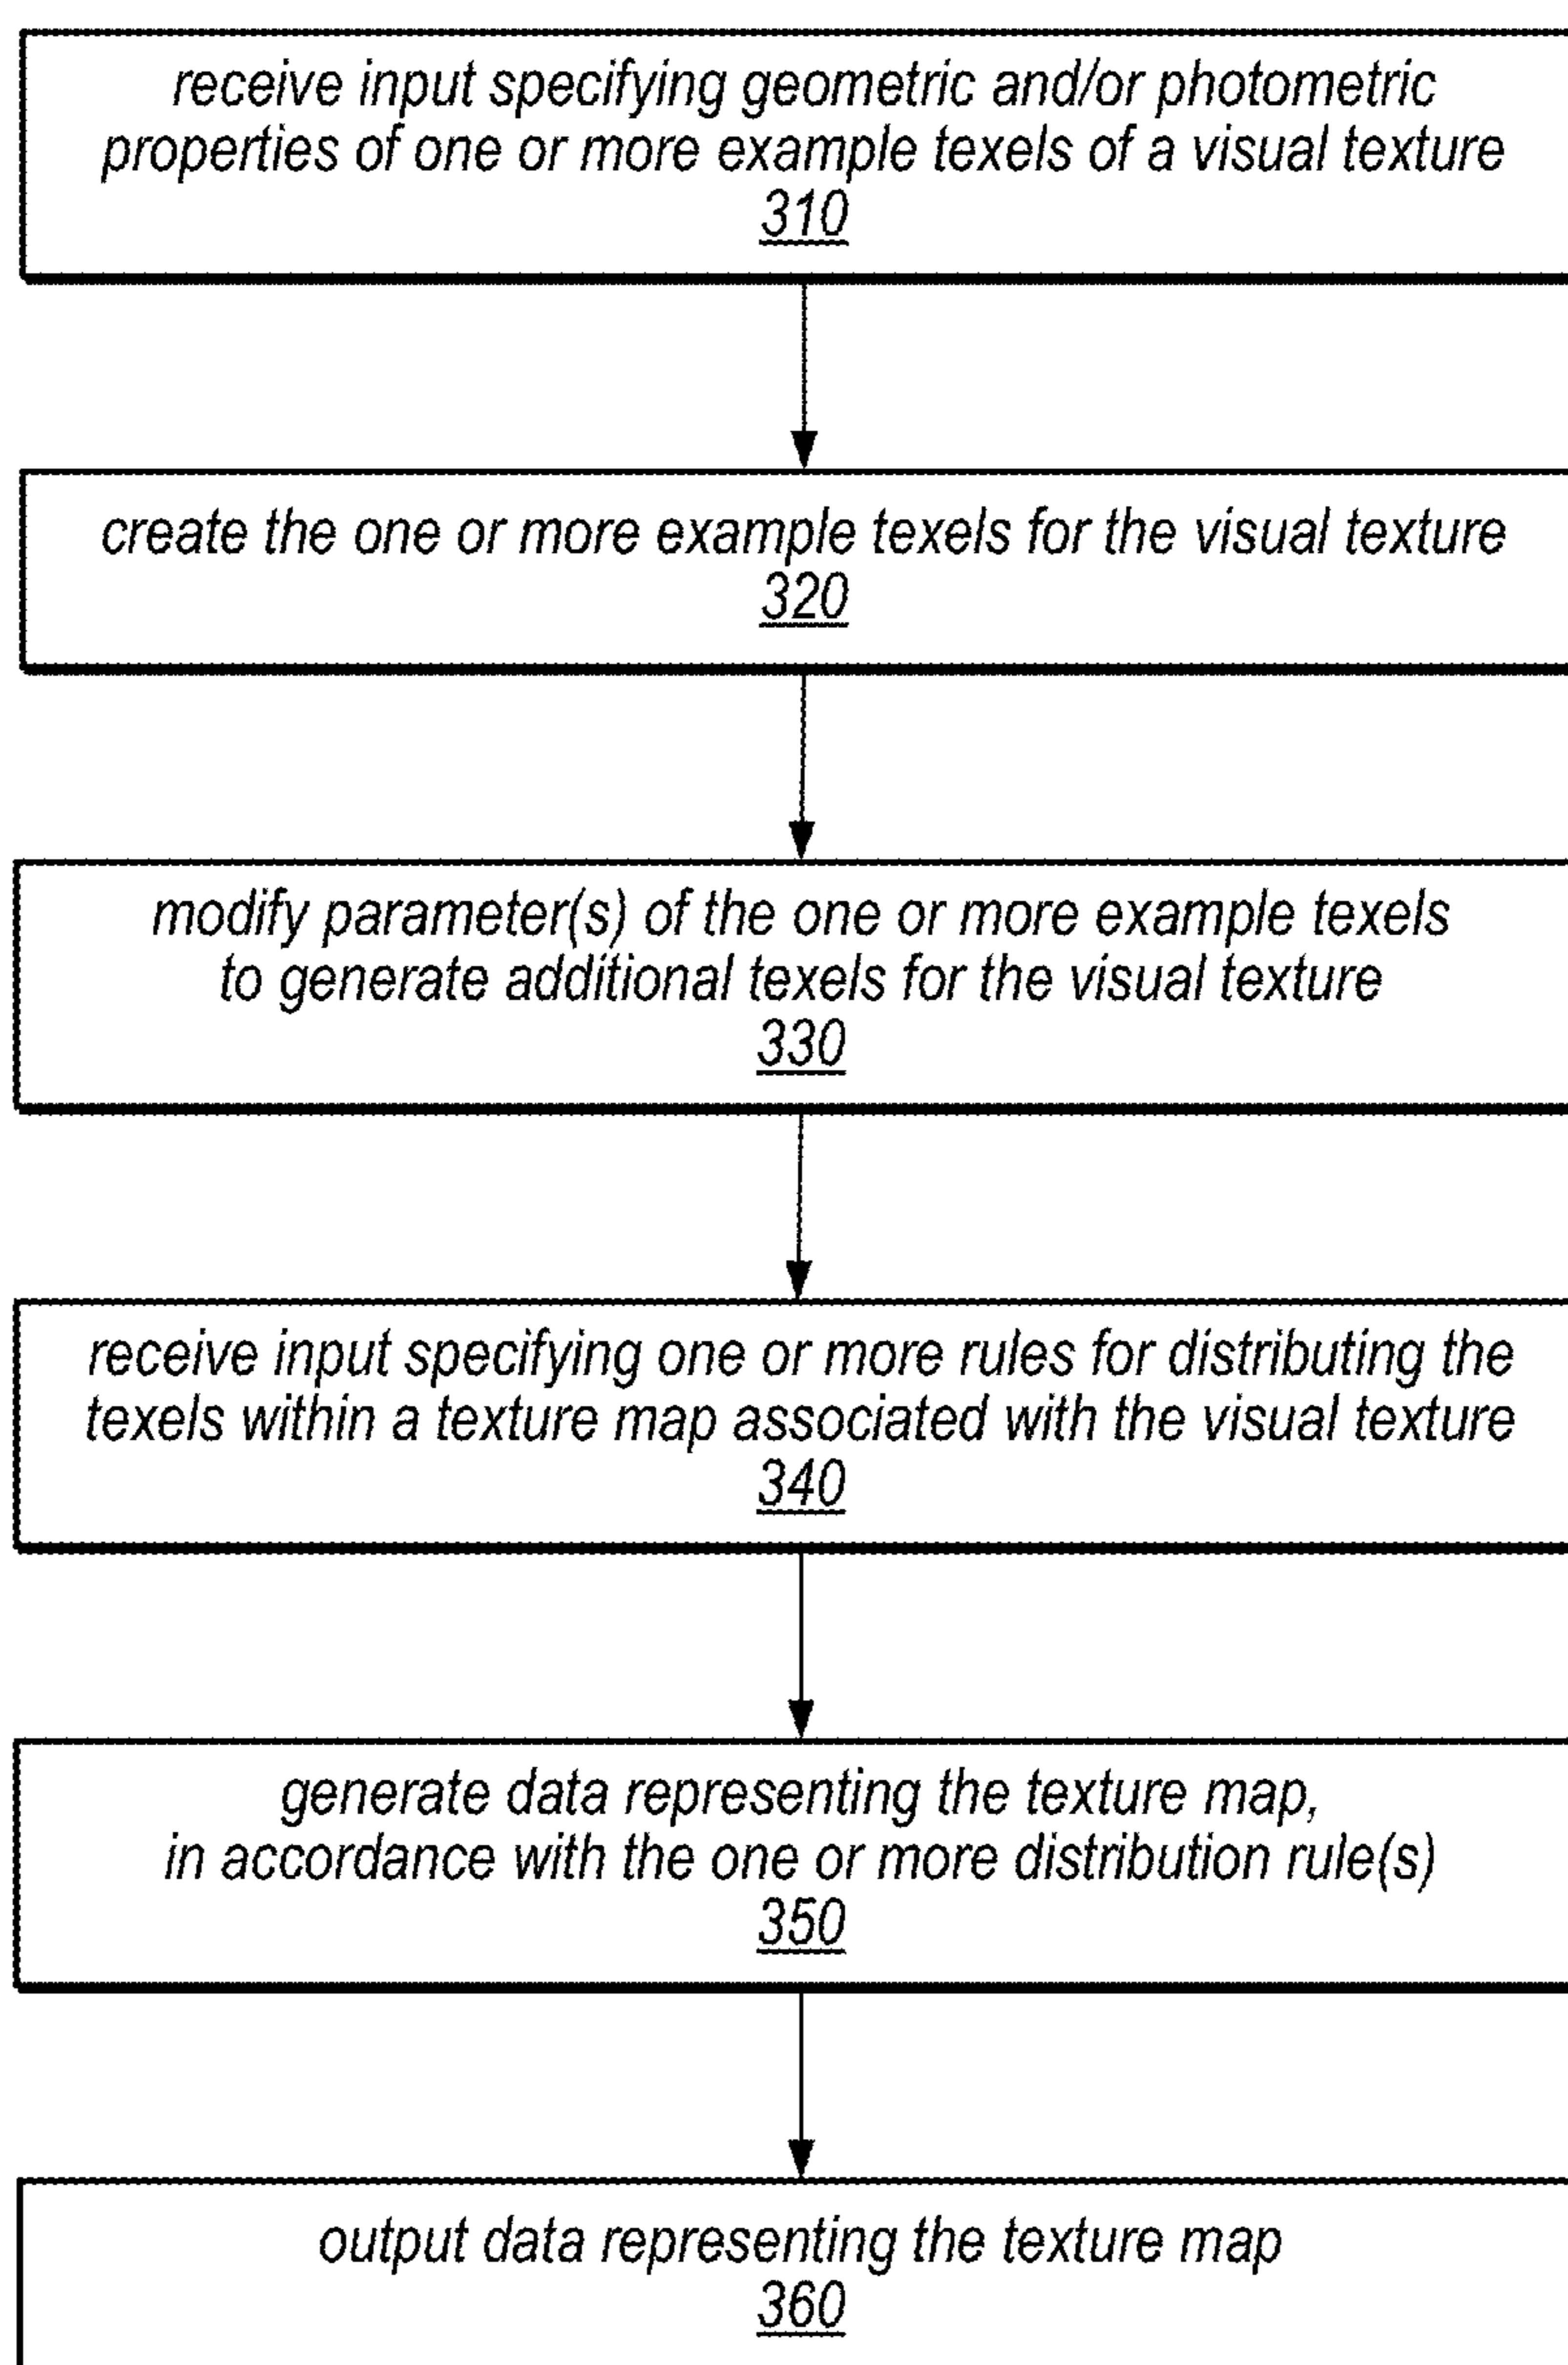 receive input specifying geometric and/or photometric
properties of one or more example texels of a visual texture
310
create the one or more example texels for the visual texture
320
modify parameter(s) of the one or more example texels
to generate additional texels for the visual texture
330
receive input specifying one or more rules for distributing the
texels within a texture map associated with the visual texture
340
generate data representing the texture map,
in accordance with the one or more distribution rule(s)
350
output data representing the texture map
360